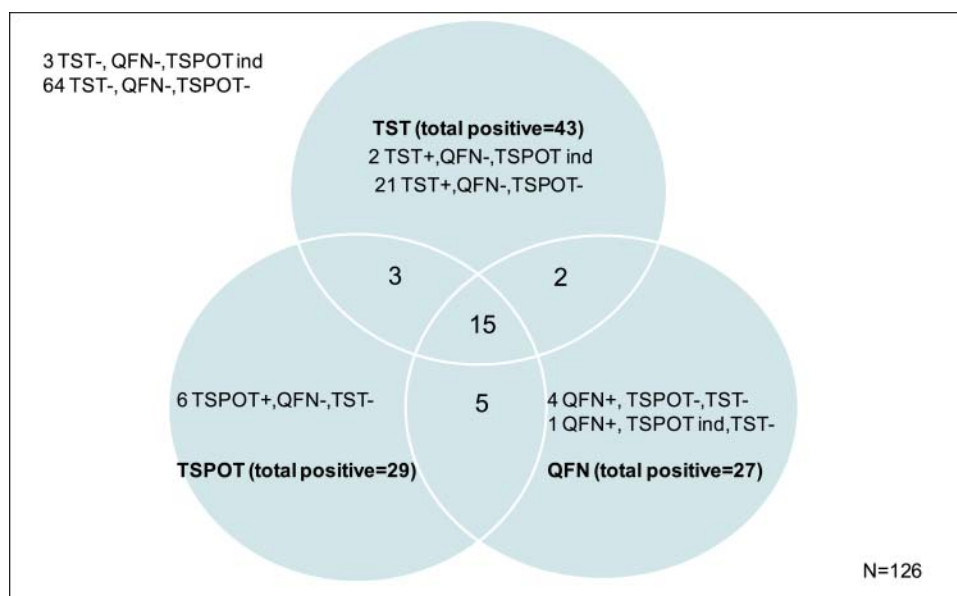 3 TST-, QFN-,TSPOT ind
64 TST-, QFN-,TSPOT-
TST (total positive=43)
2 TST+,QFN-,TSPOT ind
21 TST+,QFN-,TSPOT-
3
2
15
6 TSPOT+,QFN-,TST-
5
4 QFN+, TSPOT-,TST-
1 QFN+, TSPOT ind,TST-
TSPOT (total positive=29)
QFN (total positive=27)
N=126